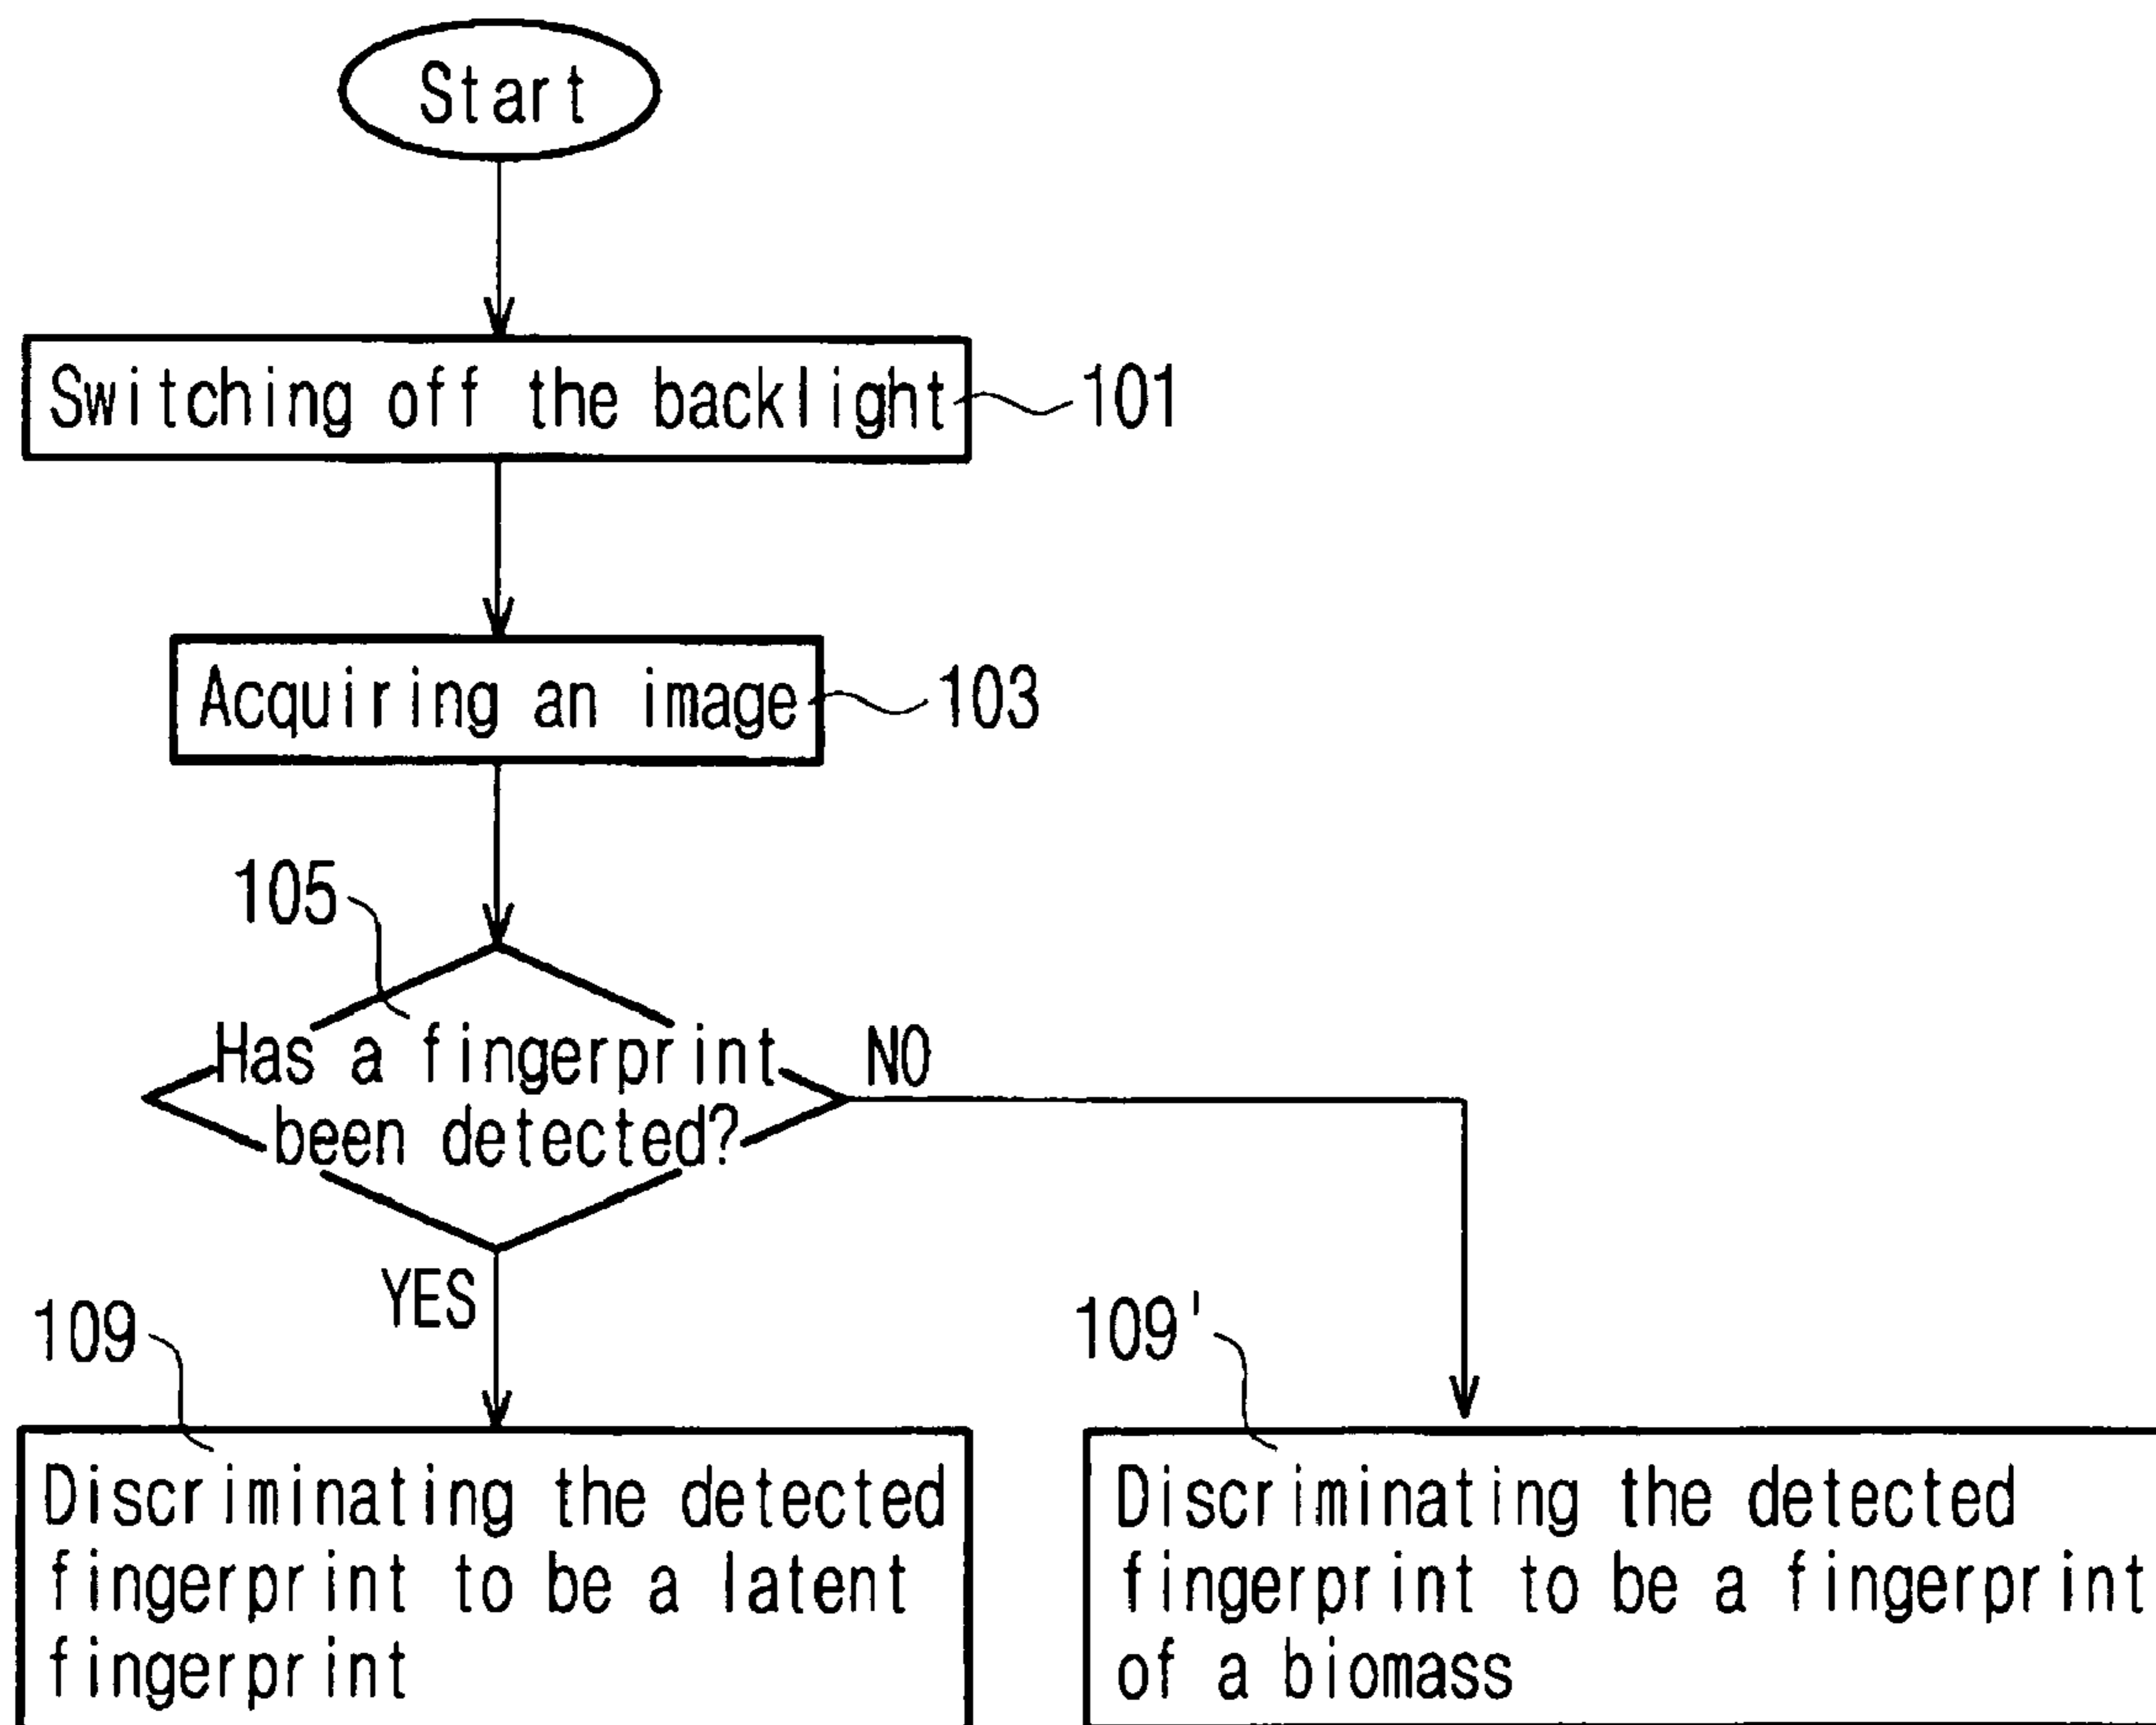 Start
Switching off the backlight
101
Acquiring an image
103
105
Has a fingerprint
been detected?
NO
YES
109
Discriminating the detected
fingerprint to be a latent
fingerprint
109'
Discriminating the detected
fingerprint to be a fingerprint
of a biomass